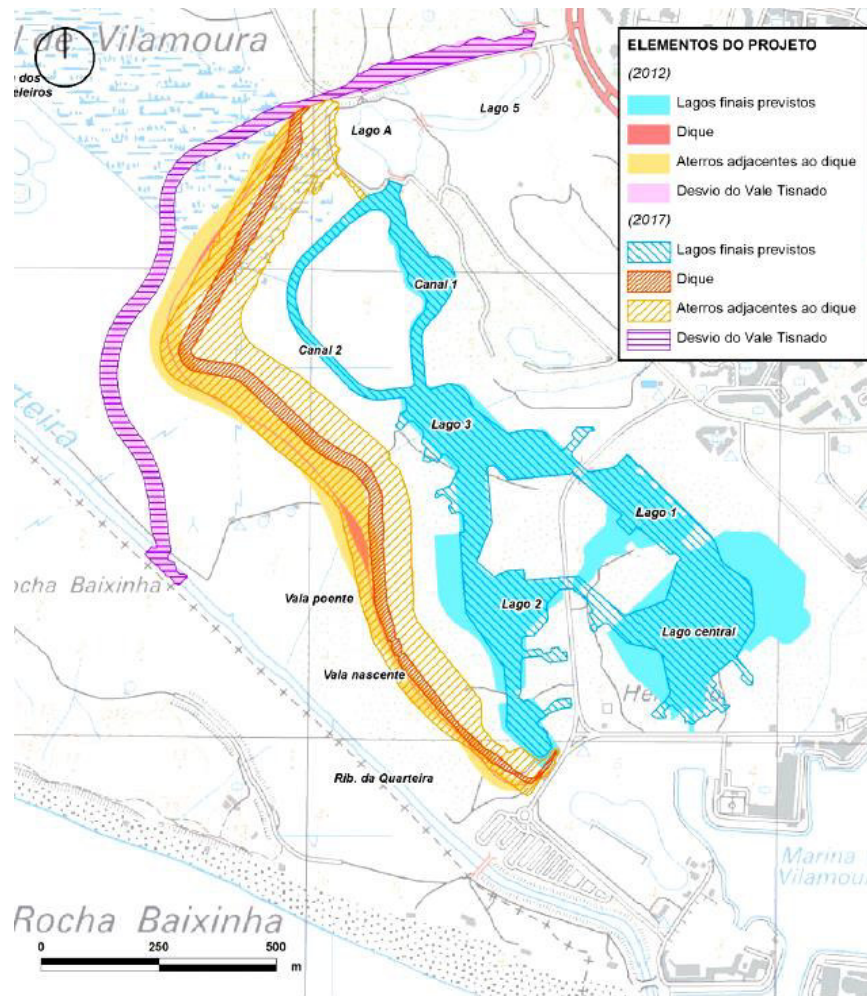 l de Vilamoura
dos
eleiros
Lago 5
Lago A
ELEMENTOS DO PROJETO
(2012)
Lagos finais previstos
Dique
Aterros adjacentes ao dique
Desvio do Vale Tisnado
(2017)
Lagos finais previstos
Dique
Aterros adjacentes ao dique
Desvio do Vale Tisnado
Canal 1
Canal 2
rteira
Lago 3
Lago 1
ocha Baixinha
Vala poente
Lago 2
Lago central
Vala nascente
Rib. da Quarteira
Marina
Vilamour
Rocha Baixinha
0 250 500
m